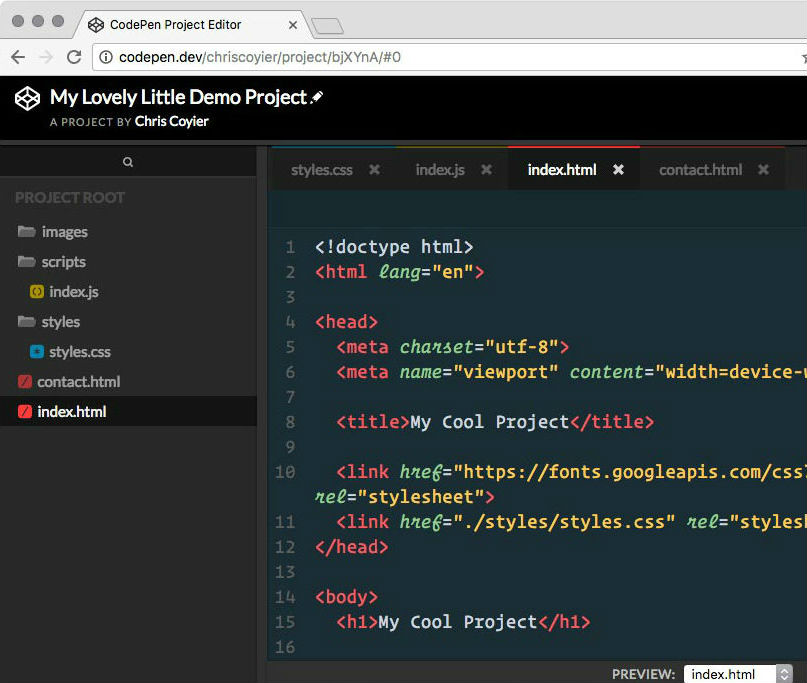 CodePen Project Editor
codepen.dev/chriscoyier/project/bjXYnA/#0
My Lovely Little Demo Project
A PROJECT BY Chris Coyier
styles.css index.js index.html contact.html
PROJECT ROOT
images
scripts
index.js
styles
styles.css
contact.html
index.html
1 <!doctype html>
2 <html lang="en">
3
4 <head>
5 <meta charset="utf-8">
6 <meta name="viewport" content="width=device-
7
8 <title>My Cool Project</title>
9
10 <link href="https://fonts.googleapis.com/css?
rel="stylesheet">
11 <link href="./styles/styles.css" rel="styles
12 </head>
13
14 <body>
15 <h1>My Cool Project</h1>
16
PREVIEW: index.html